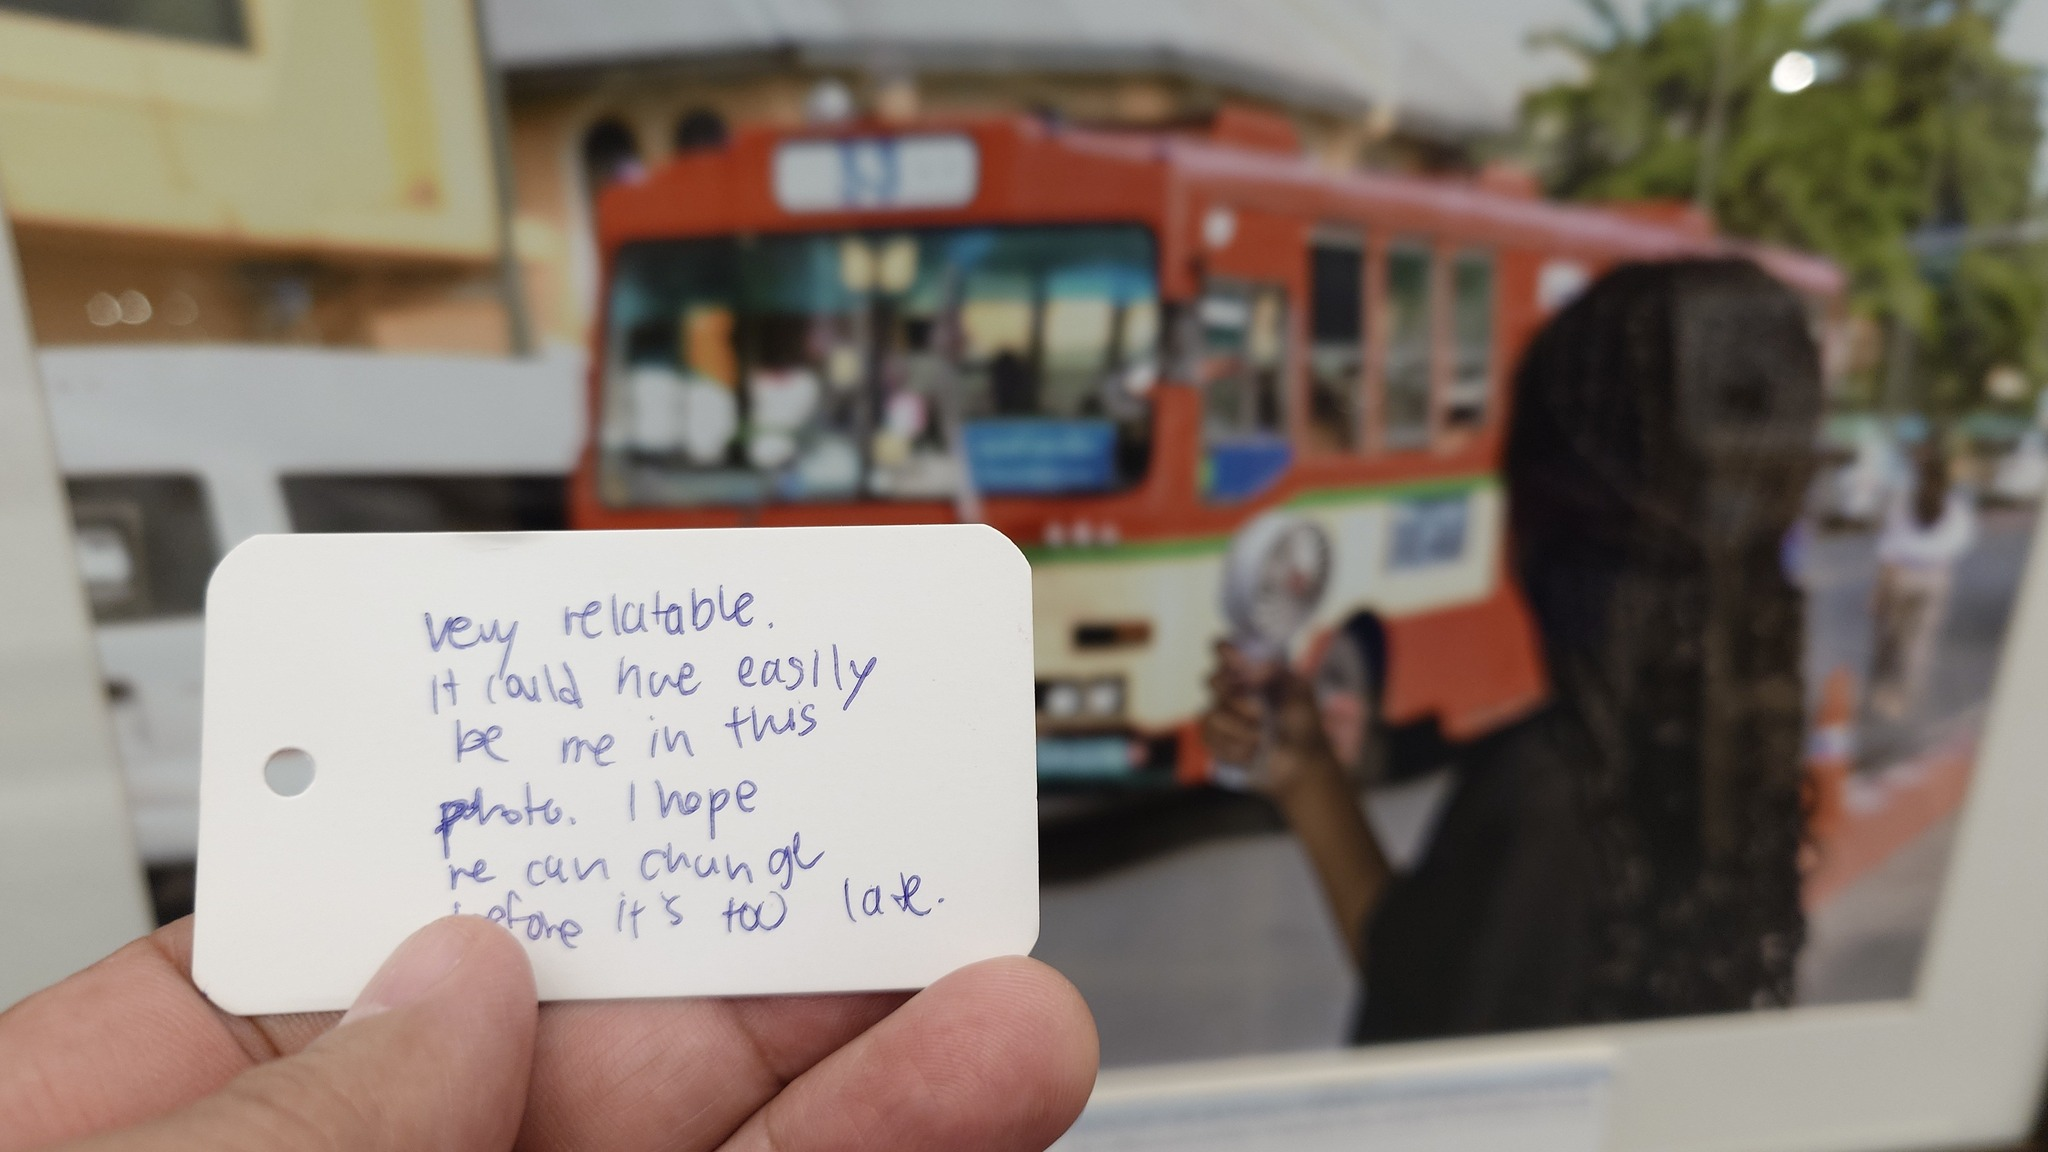 very relatable.
it could have easily
be me in this
photo. I hope
we can change
before it's too late.